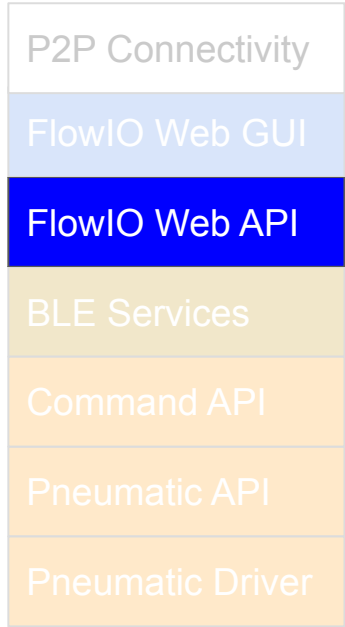 P2P Connectivity
FlowIO Web GUI
FlowIO Web API
BLE Services
Command API
Pneumatic API
Pneumatic Driver